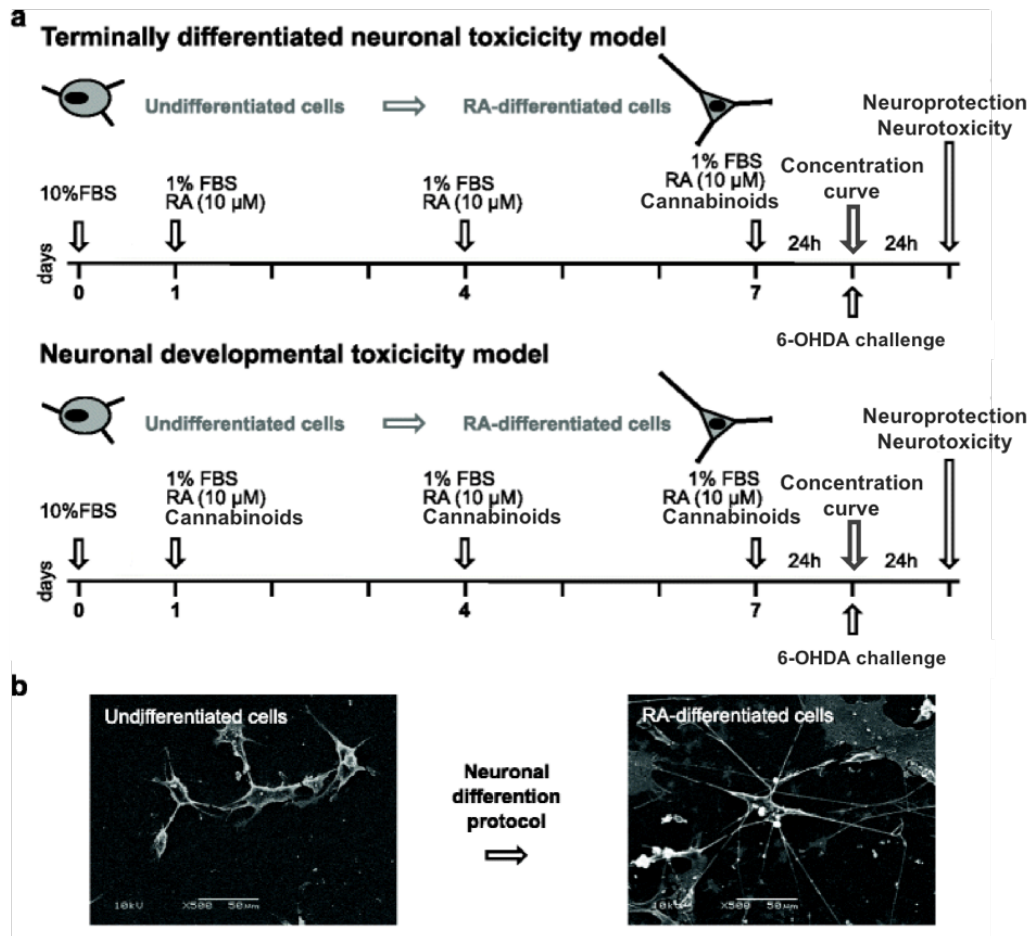 a
Terminally differentiated neuronal toxicicity model
Undifferentiated cells
RA-differentiated cells
Neuroprotection
Neurotoxicity
10%FBS
1% FBS
RA (10 µM)
1% FBS
RA (10 µM)
1% FBS
RA (10 µM)
Cannabinoids
Concentration
curve
24h
24h
days
0
1
4
7
6-OHDA challenge
Neuronal developmental toxicicity model
Undifferentiated cells
RA-differentiated cells
Neuroprotection
Neurotoxicity
10%FBS
1% FBS
RA (10 µM)
Cannabinoids
1% FBS
RA (10 µM)
Cannabinoids
1% FBS
RA (10 µM)
Cannabinoids
Concentration
curve
24h
24h
days
0
1
4
7
6-OHDA challenge
b
Undifferentiated cells
10kV X500 50µm
Neuronal
differention
protocol
RA-differentiated cells
10kV X500 50µm